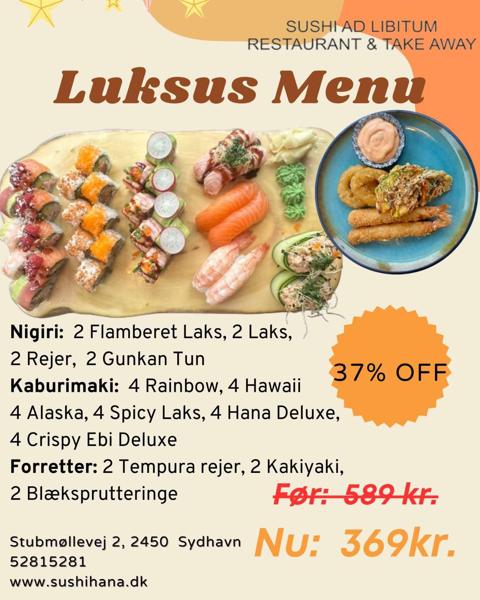 SUSHI AD LIBITUM
RESTAURANT & TAKE AWAY
Luksus Menu
Nigiri: 2 Flamberet Laks, 2 Laks,
2 Rejer, 2 Gunkan Tun
Kaburimaki: 4 Rainbow, 4 Hawaii
4 Alaska, 4 Spicy Laks, 4 Hana Deluxe,
4 Crispy Ebi Deluxe
Forretter: 2 Tempura rejer, 2 Kakiyaki,
2 Blæksprutteringe
37% OFF
Før: 589 kr.
Nu: 369kr.
Stubmøllevej 2, 2450 Sydhavn
52815281
www.sushihana.dk